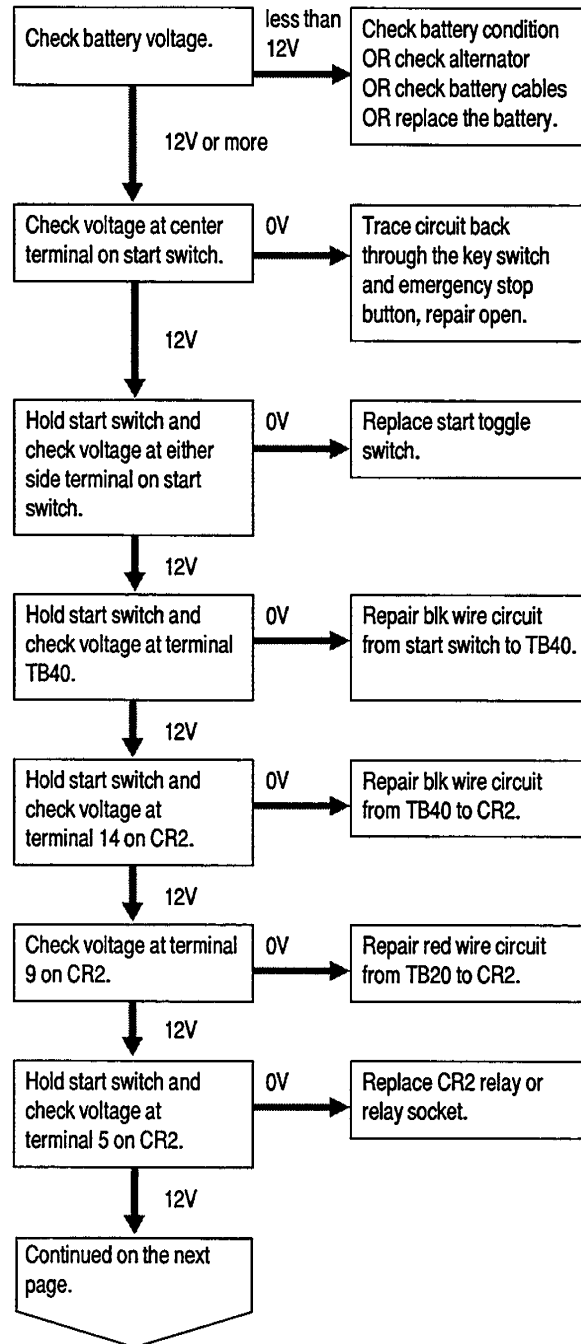 Check battery voltage.
less than
12V
Check battery condition
OR check alternator
OR check battery cables
OR replace the battery.
12V or more
Check voltage at center
terminal on start switch.
0V
Trace circuit back
through the key switch
and emergency stop
button, repair open.
12V
Hold start switch and
check voltage at either
side terminal on start
switch.
0V
Replace start toggle
switch.
12V
Hold start switch and
check voltage at terminal
TB40.
0V
Repair blk wire circuit
from start switch to TB40.
12V
Hold start switch and
check voltage at
terminal 14 on CR2.
0V
Repair blk wire circuit
from TB40 to CR2.
12V
Check voltage at terminal
9 on CR2.
0V
Repair red wire circuit
from TB20 to CR2.
12V
Hold start switch and
check voltage at
terminal 5 on CR2.
0V
Replace CR2 relay or
relay socket.
12V
Continued on the next
page.